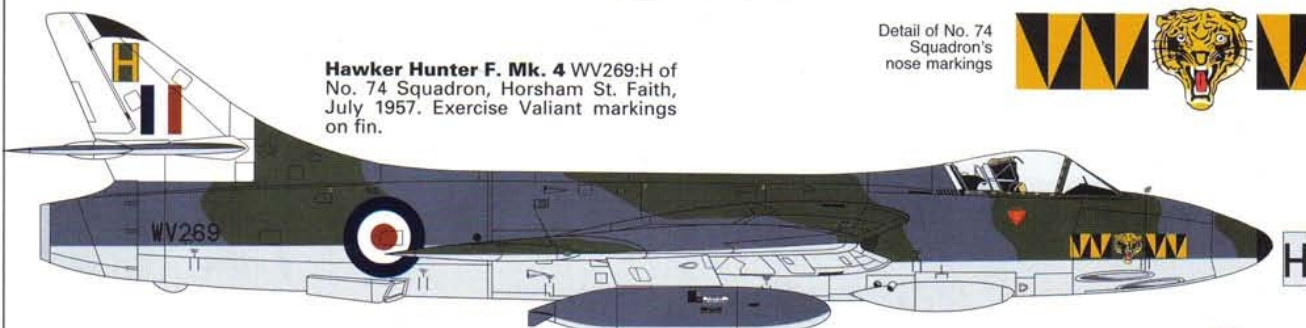 Detail of No. 74
Squadron's
nose markings
Hawker Hunter F. Mk. 4 WV269:H of
No. 74 Squadron, Horsham St. Faith,
July 1957. Exercise Valiant markings
on fin.
H
WV269
H